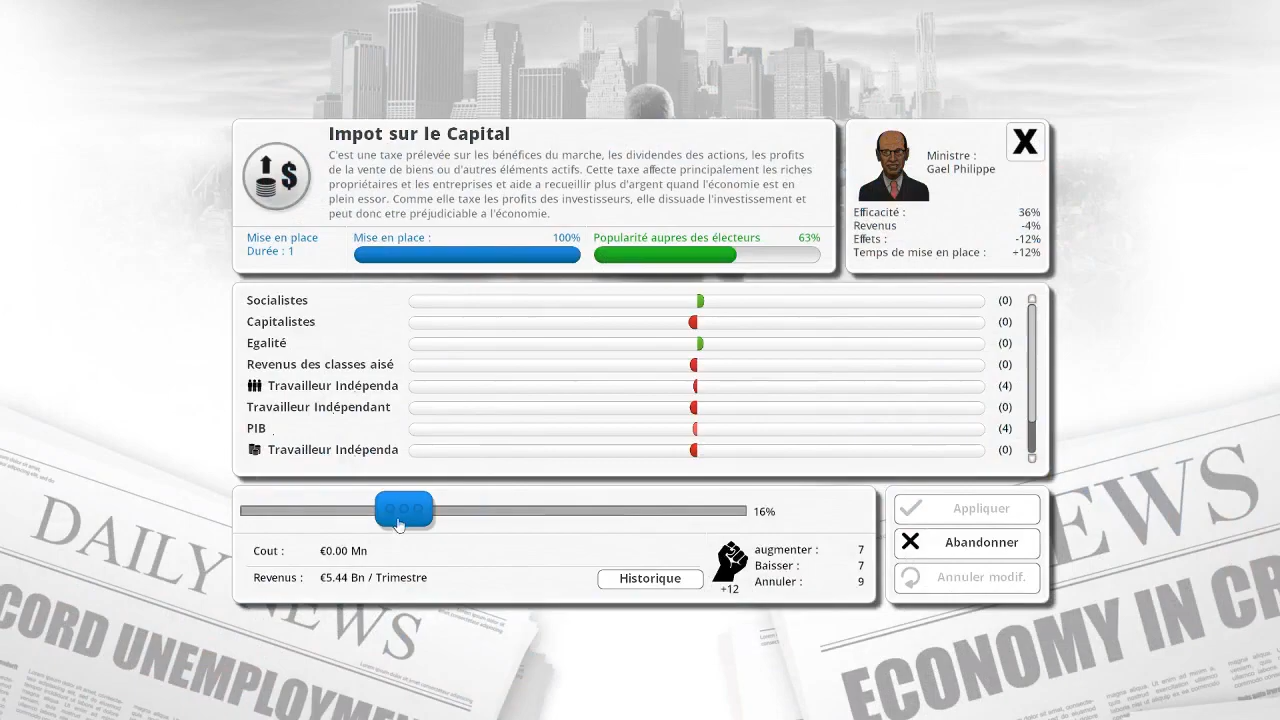 Impot sur le Capital
C'est une taxe prélevée sur les bénéfices du marche, les dividendes des actions, les profits
de la vente de biens ou d'autres éléments actifs. Cette taxe affecte principalement les riches
propriétaires et les entreprises et aide a recueillir plus d'argent quand l'économie est en
plein essor. Comme elle taxe les profits des investisseurs, elle dissuade l'investissement et
peut donc etre préjudiciable a l'économie.
Mise en place
Durée : 1
Mise en place : 100%
Popularité aupres des électeurs 63%
X
Ministre :
Gael Philippe
Efficacité : 36%
Revenus -4%
Effets : -12%
Temps de mise en place : +12%
Socialistes (0)
Capitalistes (0)
Egalité (0)
Revenus des classes aisé (0)
Travailleur Indépenda (4)
Travailleur Indépendant (0)
PIB (4)
Travailleur Indépenda (0)
16%
Cout : €0.00 Mn
Revenus : €5.44 Bn / Trimestre
Historique
+12
augmenter : 7
Baisser : 7
Annuler : 9
Appliquer
Abandonner
Annuler modif.
DAILY NEWS
CORD UNEMPLOYME
EWS
ECONOMY IN CR